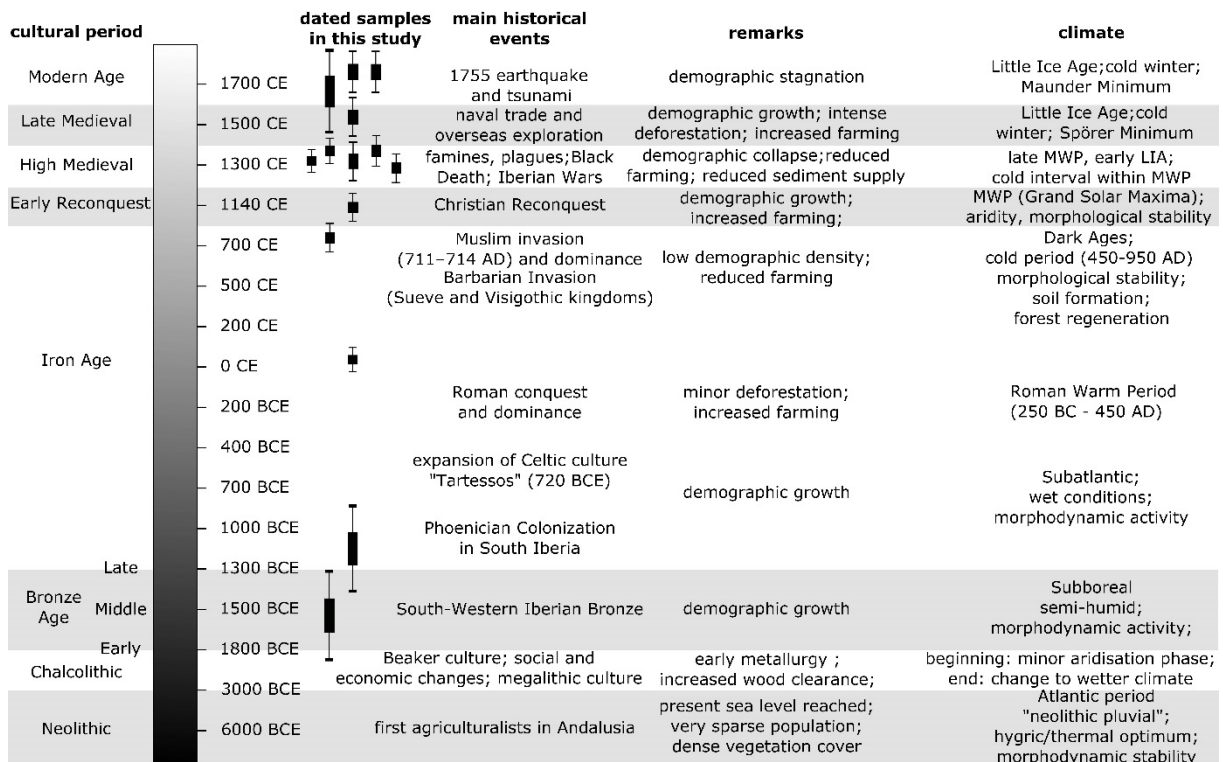 cultural period
dated samples
in this study
main historical
events
remarks
climate
Modern Age
1700 CE
1755 earthquake
and tsunami
demographic stagnation
Little Ice Age;cold winter;
Maunder Minimum
Late Medieval
1500 CE
naval trade and
overseas exploration
demographic growth; intense
deforestation; increased farming
Little Ice Age;cold
winter; Spörer Minimum
High Medieval
1300 CE
famines, plagues;Black
Death; Iberian Wars
demographic collapse;reduced
farming; reduced sediment supply
late MWP, early LIA;
cold interval within MWP
Early Reconquest
1140 CE
Christian Reconquest
demographic growth;
increased farming;
MWP (Grand Solar Maxima);
aridity, morphological stability
700 CE
500 CE
200 CE
Muslim invasion
(711–714 AD) and dominance
Barbarian Invasion
(Sueve and Visigothic kingdoms)
low demographic density;
reduced farming
Dark Ages;
cold period (450-950 AD)
morphological stability;
soil formation;
forest regeneration
Iron Age
0 CE
200 BCE
400 BCE
Roman conquest
and dominance
minor deforestation;
increased farming
Roman Warm Period
(250 BC - 450 AD)
expansion of Celtic culture
"Tartessos" (720 BCE)
700 BCE
demographic growth
Subatlantic;
wet conditions;
morphodynamic activity
1000 BCE
Phoenician Colonization
in South Iberia
Late
1300 BCE
Bronze
Age
Middle
1500 BCE
South-Western Iberian Bronze
demographic growth
Subboreal
semi-humid;
morphodynamic activity;
Early
1800 BCE
Chalcolithic
Beaker culture; social and
economic changes; megalithic culture
early metallurgy ;
increased wood clearance;
beginning: minor aridisation phase;
end: change to wetter climate
3000 BCE
Neolithic
6000 BCE
first agriculturalists in Andalusia
present sea level reached;
very sparse population;
dense vegetation cover
Atlantic period
"neolithic pluvial";
hygric/thermal optimum;
morphodynamic stability